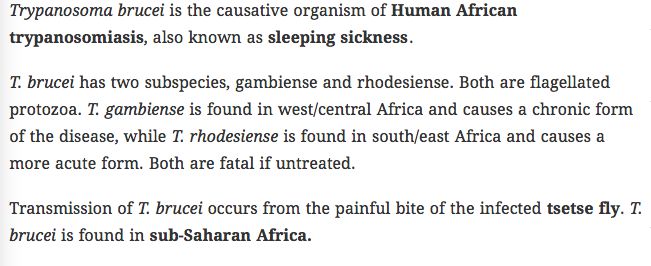 Trypanosoma brucei is the causative organism of Human African
trypanosomiasis, also known as sleeping sickness.
T. brucei has two subspecies, gambiense and rhodesiense. Both are flagellated
protozoa. T. gambiense is found in west/central Africa and causes a chronic form
of the disease, while T. rhodesiense is found in south/east Africa and causes a
more acute form. Both are fatal if untreated.
Transmission of T. brucei occurs from the painful bite of the infected tsetse fly. T.
brucei is found in sub-Saharan Africa.